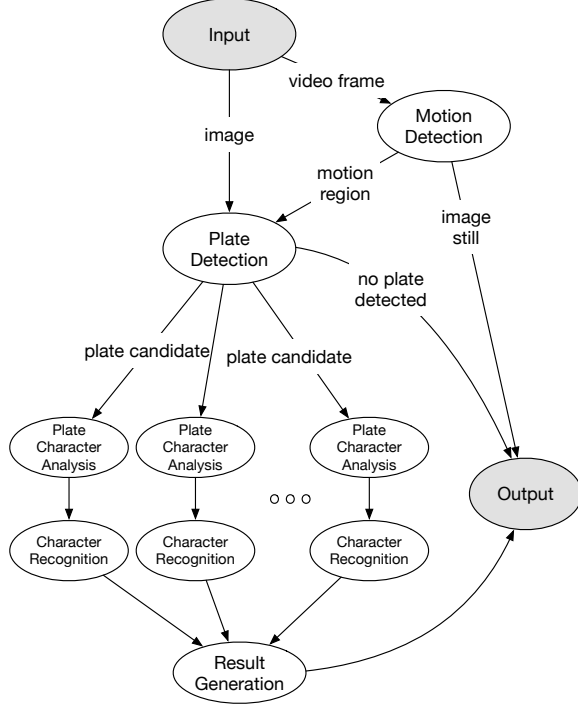 Input
video frame
Motion
Detection
image
motion
region
image
still
Plate
Detection
no plate
detected
plate candidate
plate candidate
Plate
Character
Analysis
Plate
Character
Analysis
Plate
Character
Analysis
Output
Character
Recognition
Character
Recognition
Character
Recognition
Result
Generation